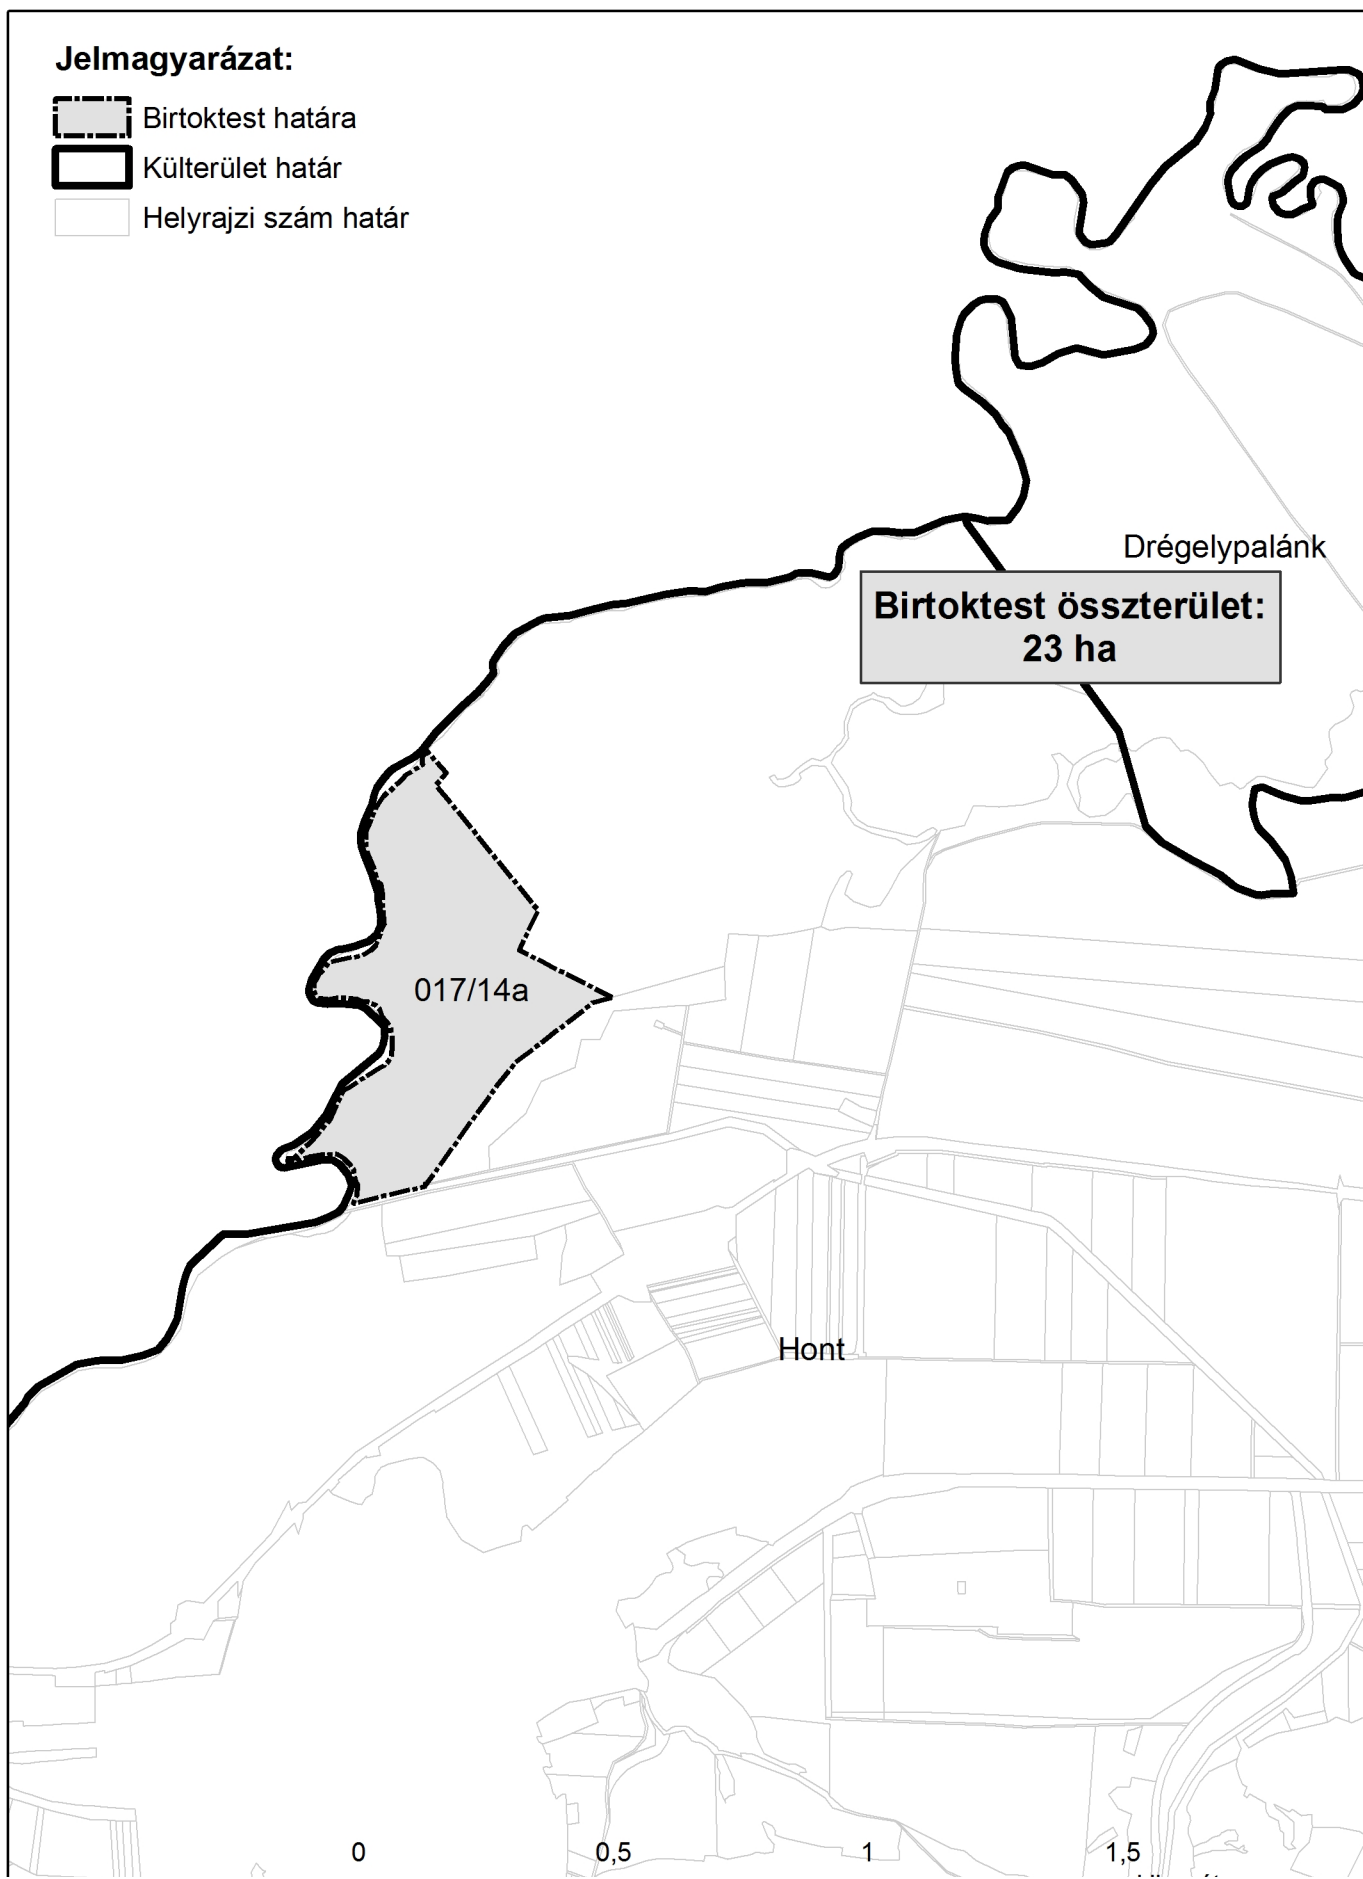 Jelmagyarázat:
Birtoktest határa
Külterület határ
Helyrajzi szám határ
Drégelypalánk
Birtoktest összterület:
23 ha
017/14a
Hont
0 0,5 1 1,5